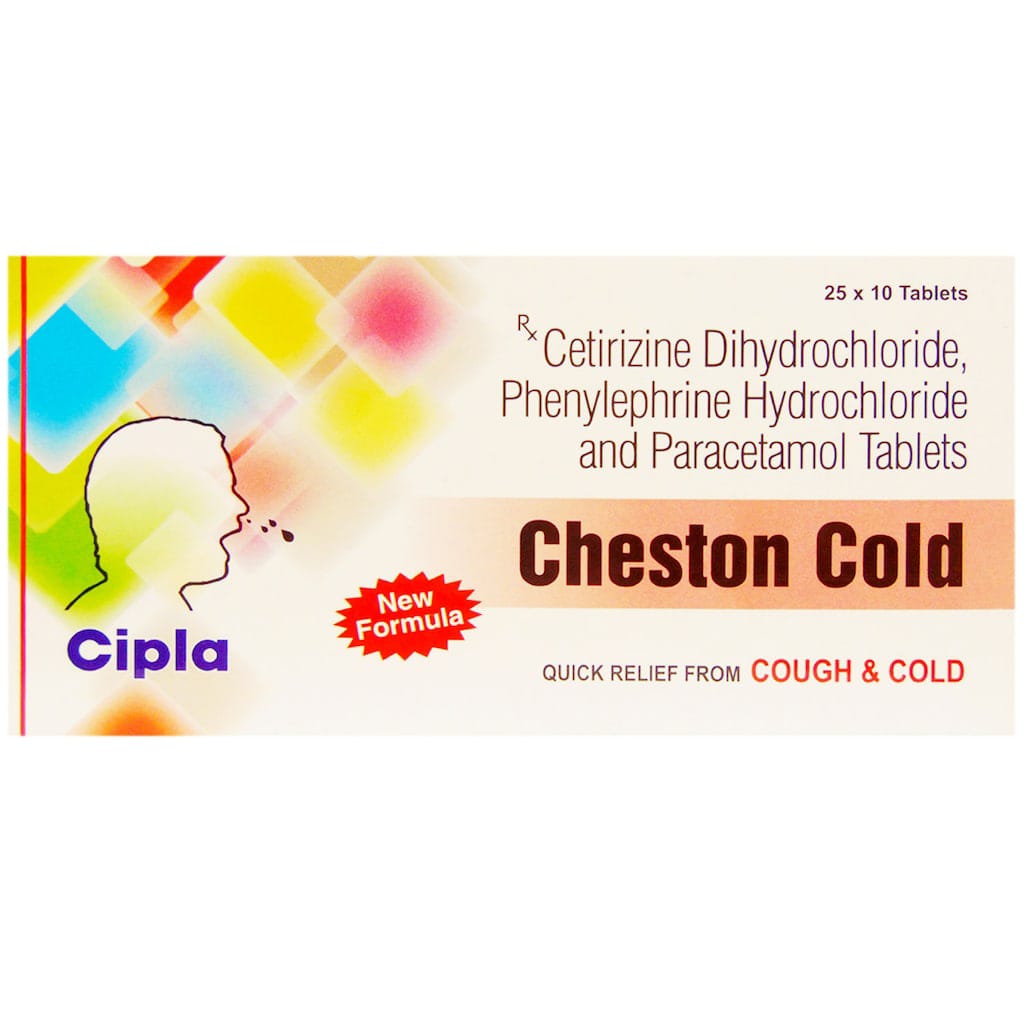 25 x 10 Tablets
Rx Cetirizine Dihydrochloride,
Phenylephrine Hydrochloride
and Paracetamol Tablets
Cheston Cold
New
Formula
Cipla
QUICK RELIEF FROM COUGH & COLD